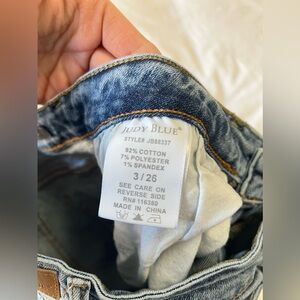 JUDY BLUE®
STYLE# JB88337
92% COTTON
7% POLYESTER
1% SPANDEX
3 / 26
SEE CARE ON
REVERSE SIDE
RN# 116389
MADE IN CHINA